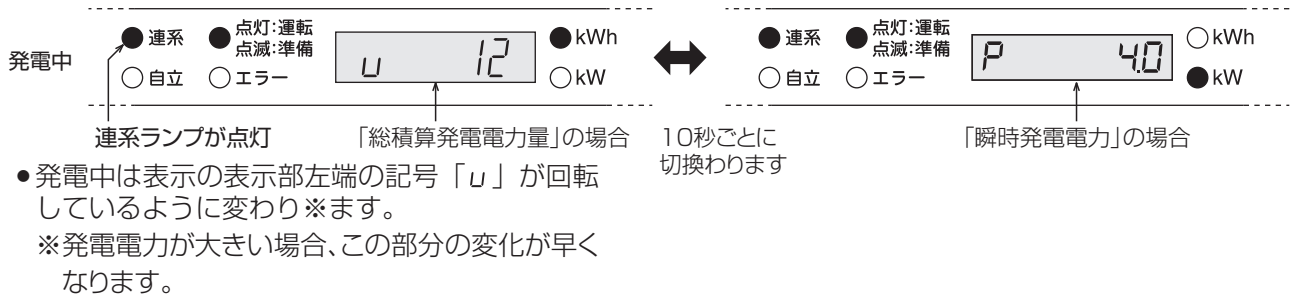 発電中
連系
点灯:運転
点滅:準備
自立
エラー
u 12
kWh
kW
連系
点灯:運転
点滅:準備
自立
エラー
P 4.0
kWh
kW
連系ランプが点灯
「総積算発電電力量」の場合
10秒ごとに
切換わります
「瞬時発電電力」の場合
●発電中は表示の表示部左端の記号「u」が回転
しているように変わり※ます。
※発電電力が大きい場合、この部分の変化が早く
なります。